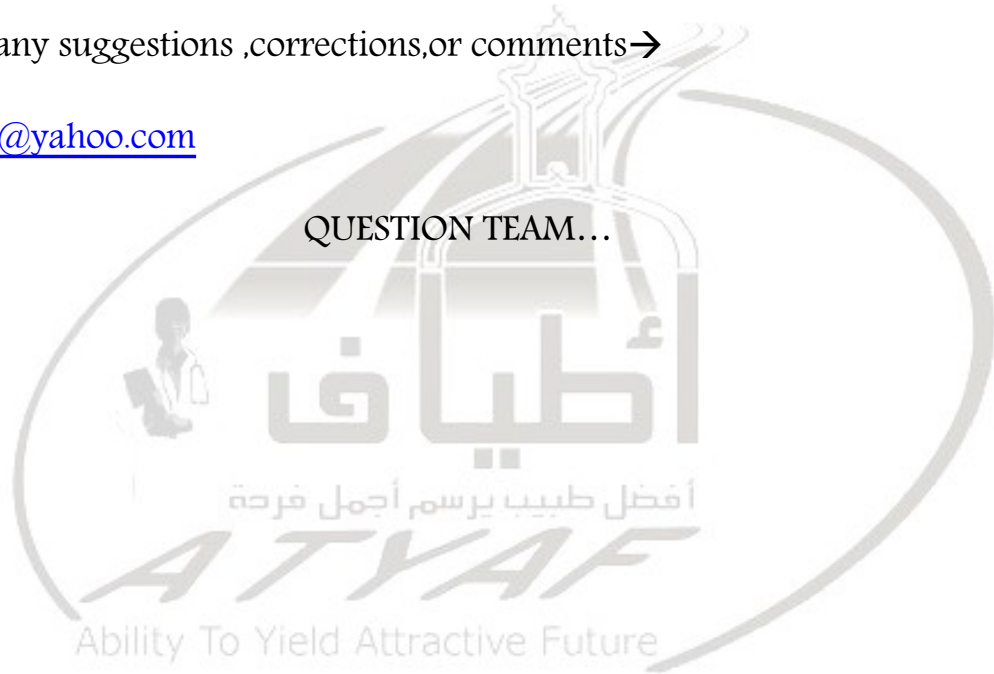 any suggestions ,corrections,or comments→
@yahoo.com
QUESTION TEAM...
أطياف
أفضل طبيب يرسم أجمل فرحة
ATYAF
Ability To Yield Attractive Future